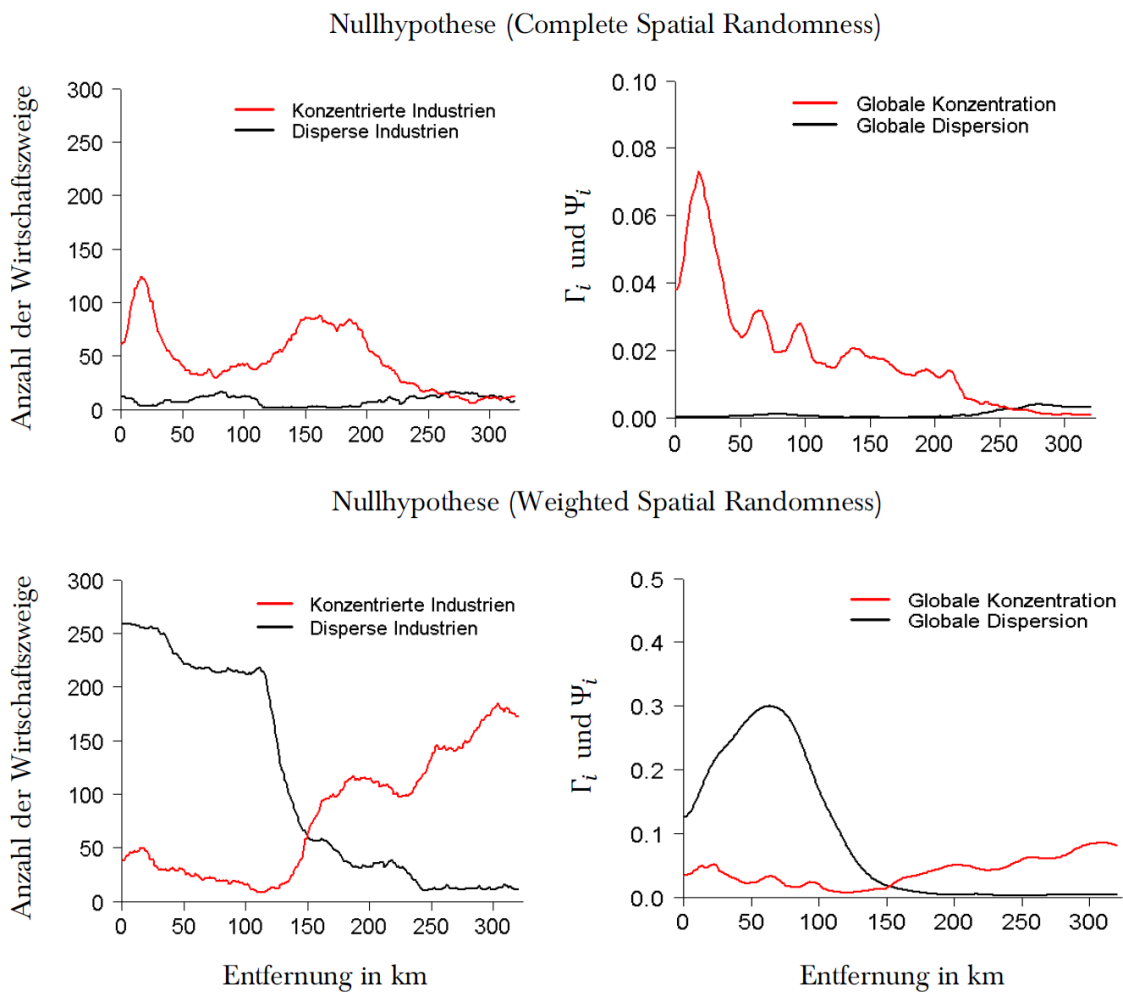 Nullhypothese (Complete Spatial Randomness)
Anzahl der Wirtschaftszweige
300
250
200
150
100
50
0
Konzentrierte Industrien
Disperse Industrien
0 50 100 150 200 250 300
Γi und Ψi
0.10
0.08
0.06
0.04
0.02
0.00
Globale Konzentration
Globale Dispersion
0 50 100 150 200 250 300
Nullhypothese (Weighted Spatial Randomness)
Anzahl der Wirtschaftszweige
300
250
200
150
100
50
0
Konzentrierte Industrien
Disperse Industrien
0 50 100 150 200 250 300
Entfernung in km
Γi und Ψi
0.5
0.4
0.3
0.2
0.1
0.0
Globale Konzentration
Globale Dispersion
0 50 100 150 200 250 300
Entfernung in km